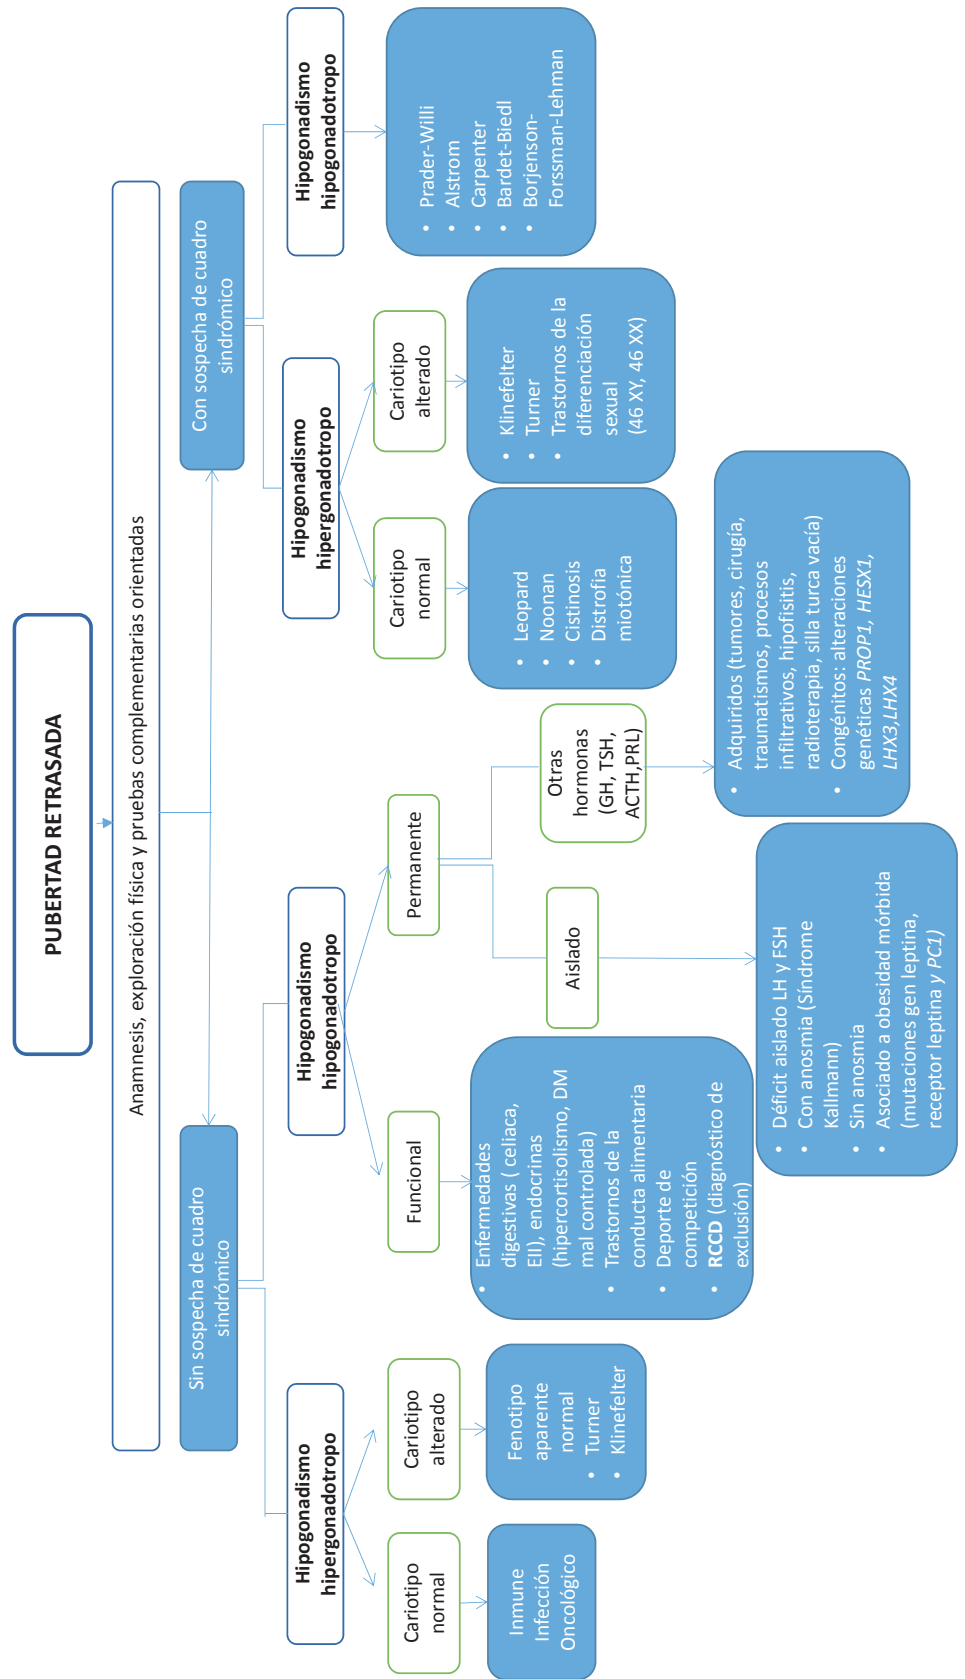 PUBERTAD RETRASADA
Anamnesis, exploración física y pruebas complementarias orientadas
Sin sospecha de cuadro
sindrómico
Con sospecha de cuadro
sindrómico
Hipogonadismo
hipergonadotropo
Hipogonadismo
hipogonadotropo
Hipogonadismo
hipergonadotropo
Hipogonadismo
hipogonadotropo
Cariotipo
normal
Cariotipo
alterado
Funcional
Permanente
Cariotipo
normal
Cariotipo
alterado
Inmune
Infección
Oncológico
Fenotipo
aparente
normal
• Turner
• Klinefelter
• Enfermedades
digestivas ( celiaca,
EII), endocrinas
(hipercortisolismo, DM
mal controlada)
• Trastornos de la
conducta alimentaria
• Deporte de
competición
• RCCD (diagnóstico de
exclusión)
Aislado
Otras
hormonas
(GH, TSH,
ACTH,PRL)
• Déficit aislado LH y FSH
• Con anosmia (Síndrome
Kallmann)
• Sin anosmia
• Asociado a obesidad mórbida
(mutaciones gen leptina,
receptor leptina y PC1)
• Adquiridos (tumores, cirugía,
traumatismos, procesos
infiltrativos, hipofisitis,
radioterapia, silla turca vacía)
• Congénitos: alteraciones
genéticas PROP1, HESX1,
LHX3,LHX4
• Leopard
• Noonan
• Cistinosis
• Distrofia
miotónica
• Klinefelter
• Turner
• Trastornos de la
diferenciación
sexual
(46 XY, 46 XX)
• Prader-Willi
• Alstrom
• Carpenter
• Bardet-Biedl
• Borjenson-
Forssman-Lehman